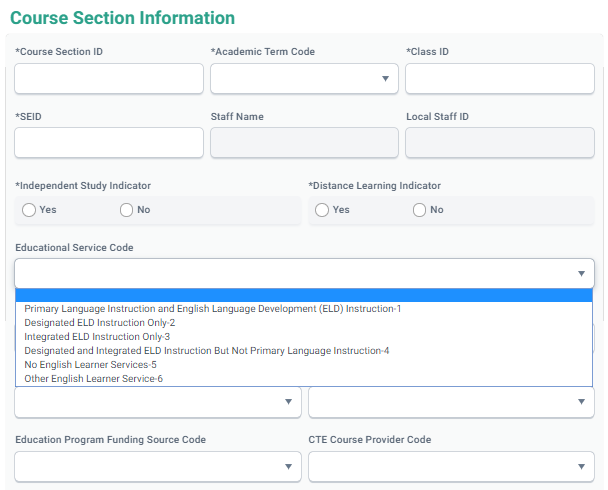 Course Section Information
*Course Section ID *Academic Term Code *Class ID
*SEID Staff Name Local Staff ID
*Independent Study Indicator *Distance Learning Indicator
Yes No Yes No
Educational Service Code
Primary Language Instruction and English Language Development (ELD) Instruction-1
Designated ELD Instruction Only-2
Integrated ELD Instruction Only-3
Designated and Integrated ELD Instruction But Not Primary Language Instruction-4
No English Learner Services-5
Other English Learner Service-6
Education Program Funding Source Code CTE Course Provider Code